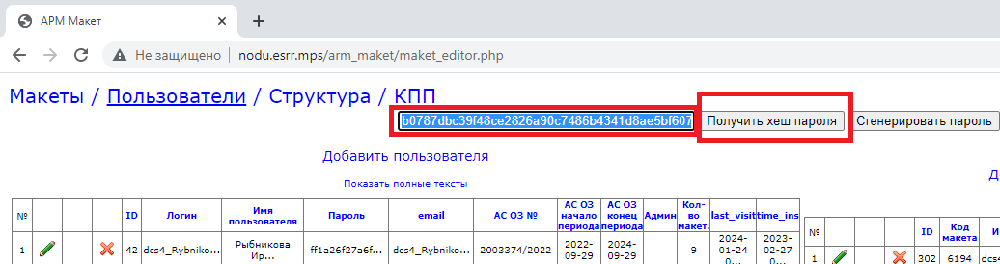 АРМ Макет
Не защищено nodu.esrr.mps/arm_maket/maket_editor.php
Макеты / Пользователи / Структура / КПП
b0787dbc39f48ce2826a90c7486b4341d8ae5bf607 Получить хеш пароля Сгенерировать пароль
Добавить пользователя
Д
Показать полные тексты
№ ID Логин Имя пользователя Пароль email АС ОЗ № АС ОЗ начало периода АС ОЗ конец периода Админ Кол-во макет. last_visit time_ins
1 42 dcs4_Rybniko... Рыбникова Ир... ff1a26f27a6f... dcs4_Rybniko... 2003374/2022 2022-09-29 2024-09-29 9 2024-01-24 0... 2023-02-27 0...
№ ID Код макета И
1 302 6194 dcs